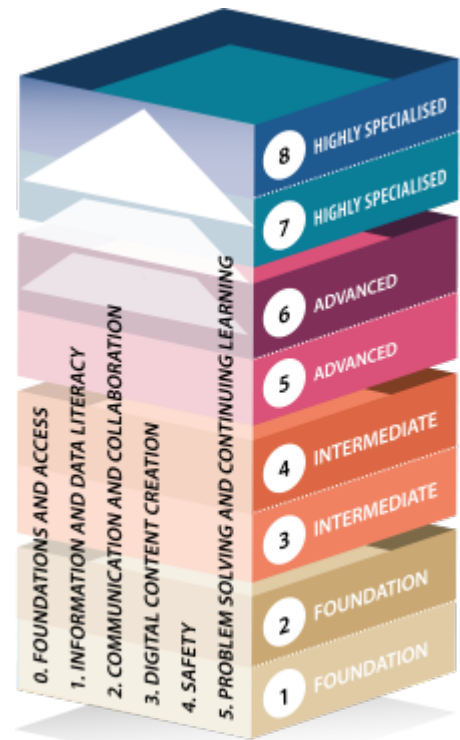 8 HIGHLY SPECIALISED
7 HIGHLY SPECIALISED
6 ADVANCED
5 ADVANCED
4 INTERMEDIATE
3 INTERMEDIATE
2 FOUNDATION
1 FOUNDATION
0. FOUNDATIONS AND ACCESS
1. INFORMATION AND DATA LITERACY
2. COMMUNICATION AND COLLABORATION
3. DIGITAL CONTENT CREATION
4. SAFETY
5. PROBLEM SOLVING AND CONTINUING LEARNING